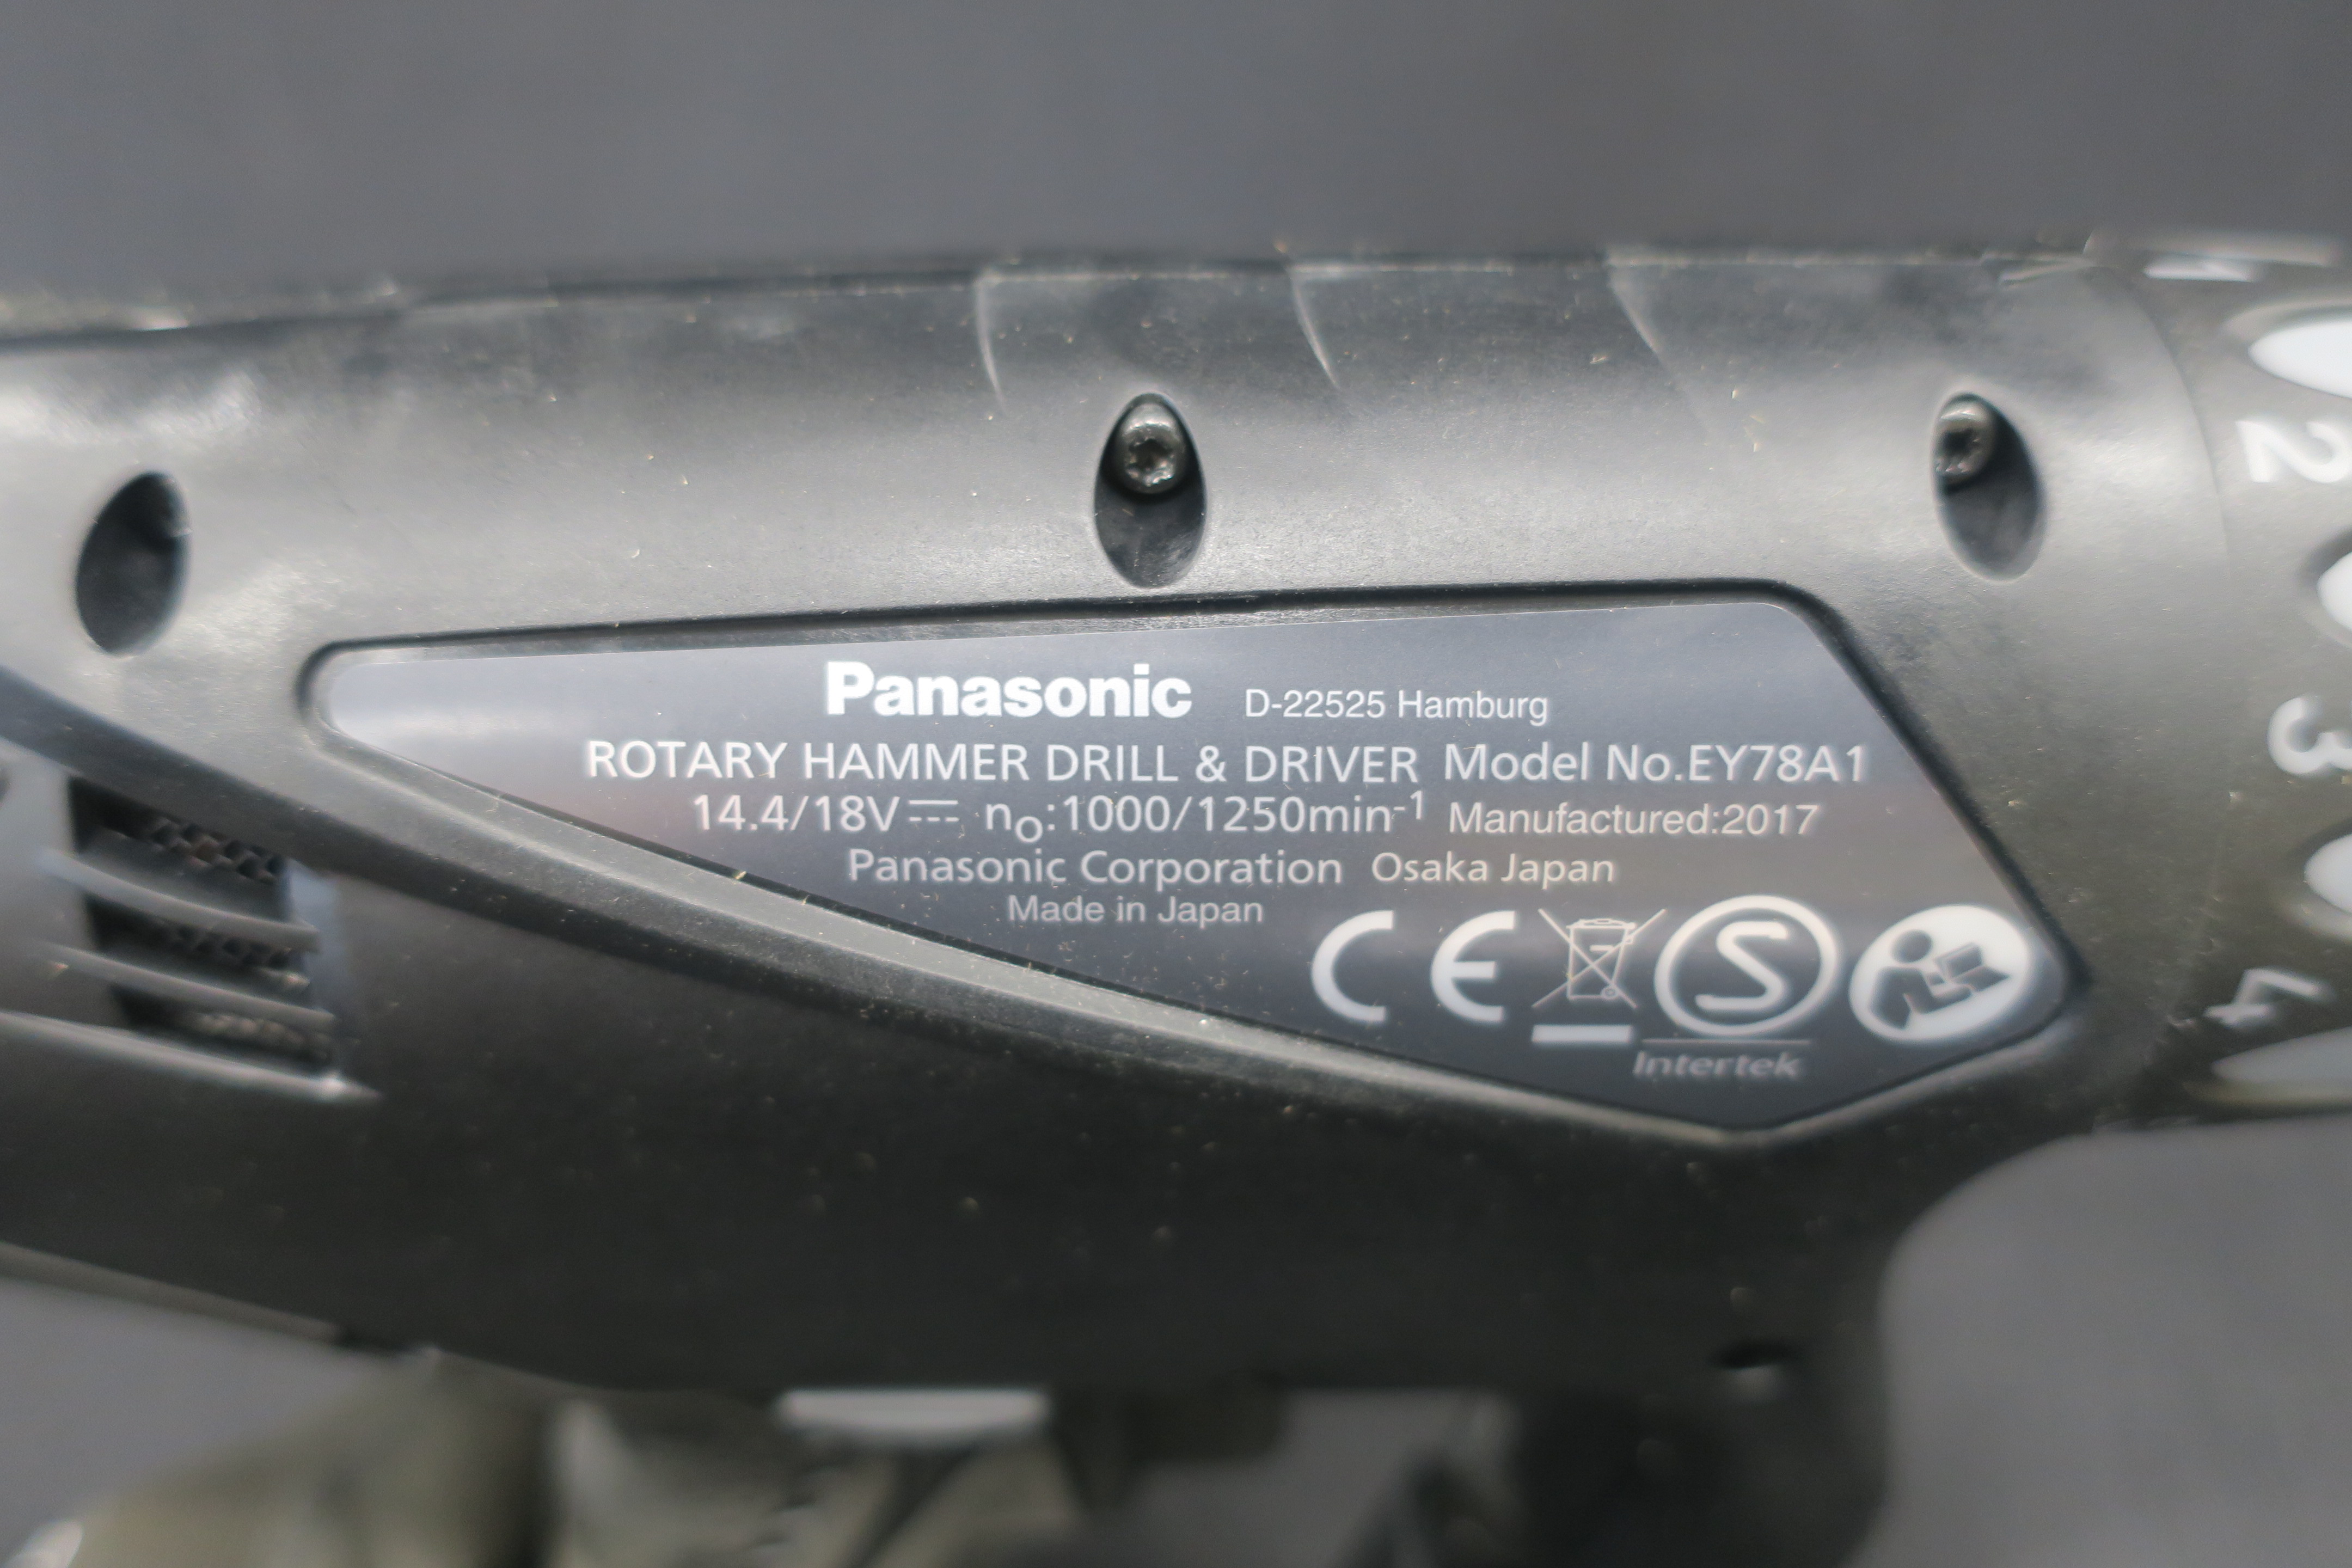 Panasonic D-22525 Hamburg
ROTARY HAMMER DRILL & DRIVER Model No.EY78A1
14.4/18V⎓ n₀:1000/1250min⁻¹ Manufactured:2017
Panasonic Corporation Osaka Japan
Made in Japan
CE S
Intertek
1
2
3
4